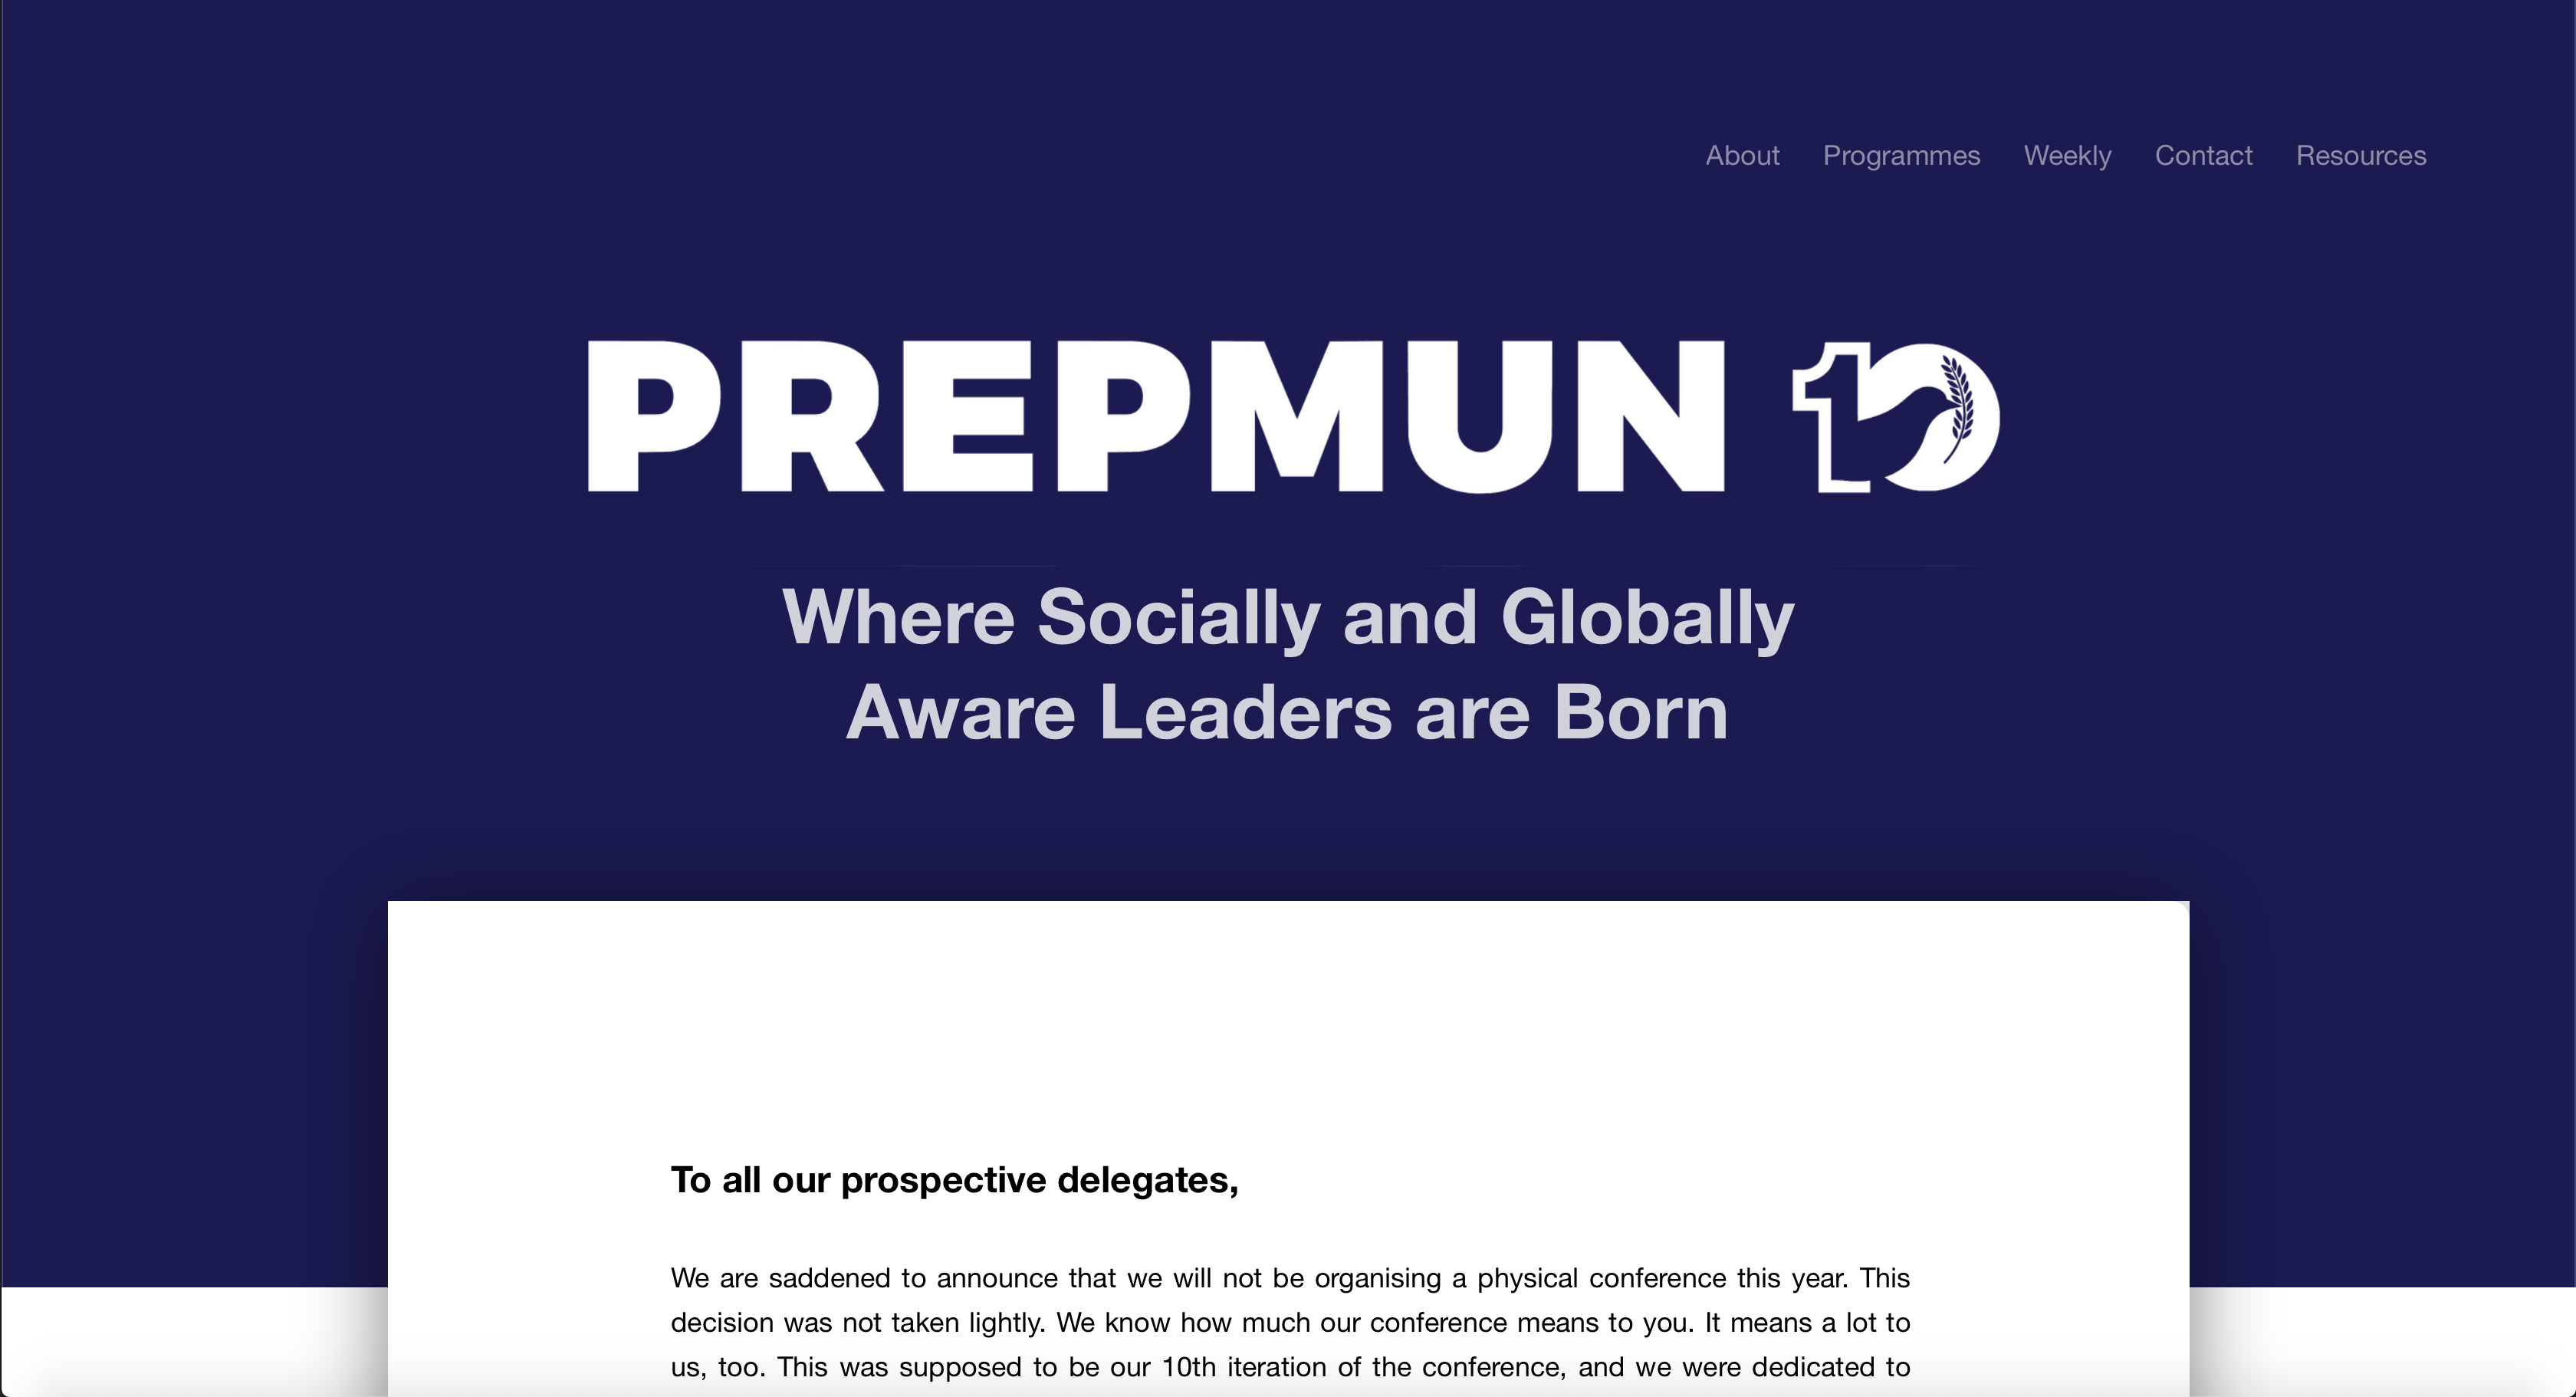 About Programmes Weekly Contact Resources
PREPMUN 10
Where Socially and Globally
Aware Leaders are Born
To all our prospective delegates,
We are saddened to announce that we will not be organising a physical conference this year. This
decision was not taken lightly. We know how much our conference means to you. It means a lot to
us, too. This was supposed to be our 10th iteration of the conference, and we were dedicated to